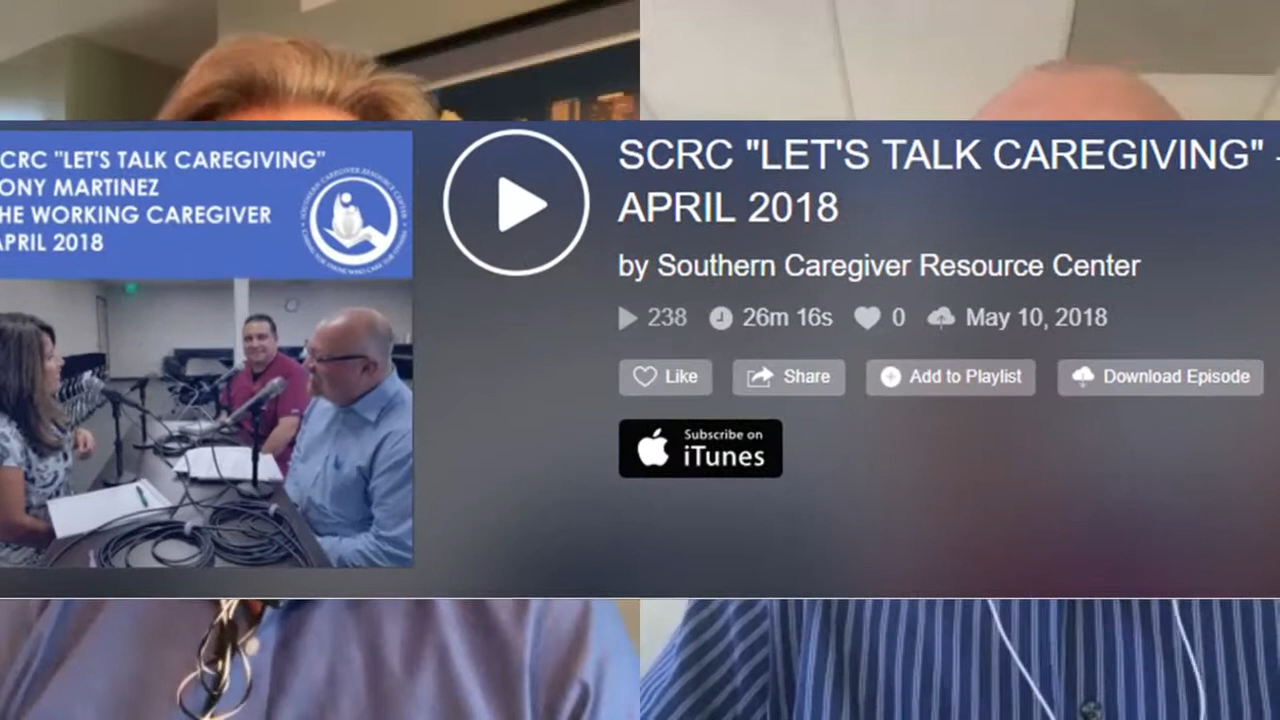 CRC "LET'S TALK CAREGIVING"
ONY MARTINEZ
HE WORKING CAREGIVER
APRIL 2018
SCRC "LET'S TALK CAREGIVING" -
APRIL 2018
by Southern Caregiver Resource Center
238 26m 16s 0 May 10, 2018
Like Share Add to Playlist Download Episode
Subscribe on
iTunes